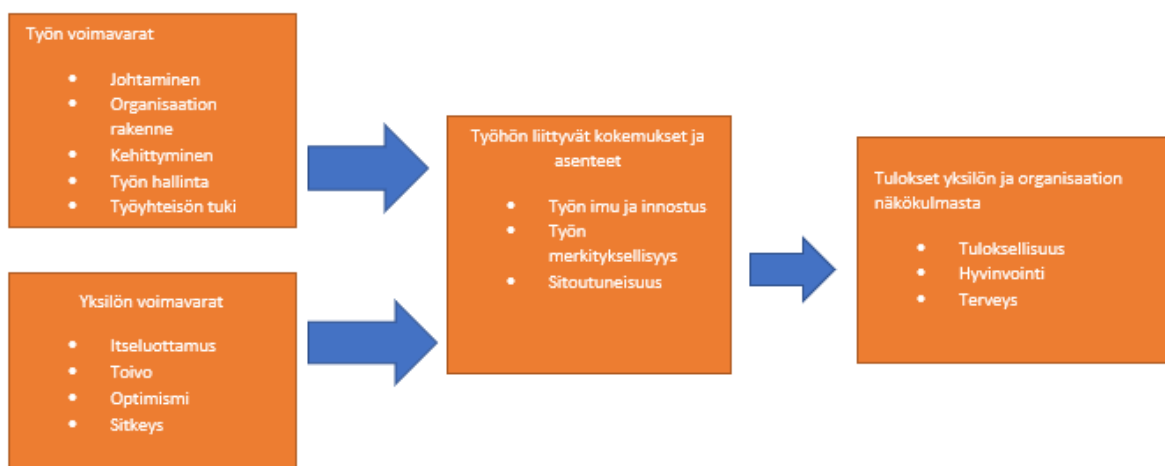 Työn voimavarat
Johtaminen
Organisaation
rakenne
Kehittyminen
Työn hallinta
Työyhteisön tuki
Yksilön voimavarat
Itseluottamus
Toivo
Optimismi
Sitkeys
Työhön liittyvät kokemukset ja
asenteet
Työn imu ja innostus
Työn
merkityksellisyys
Sitoutuneisuus
Tulokset yksilön ja organisaation
näkökulmasta
Tuloksellisuus
Hyvinvointi
Terveys